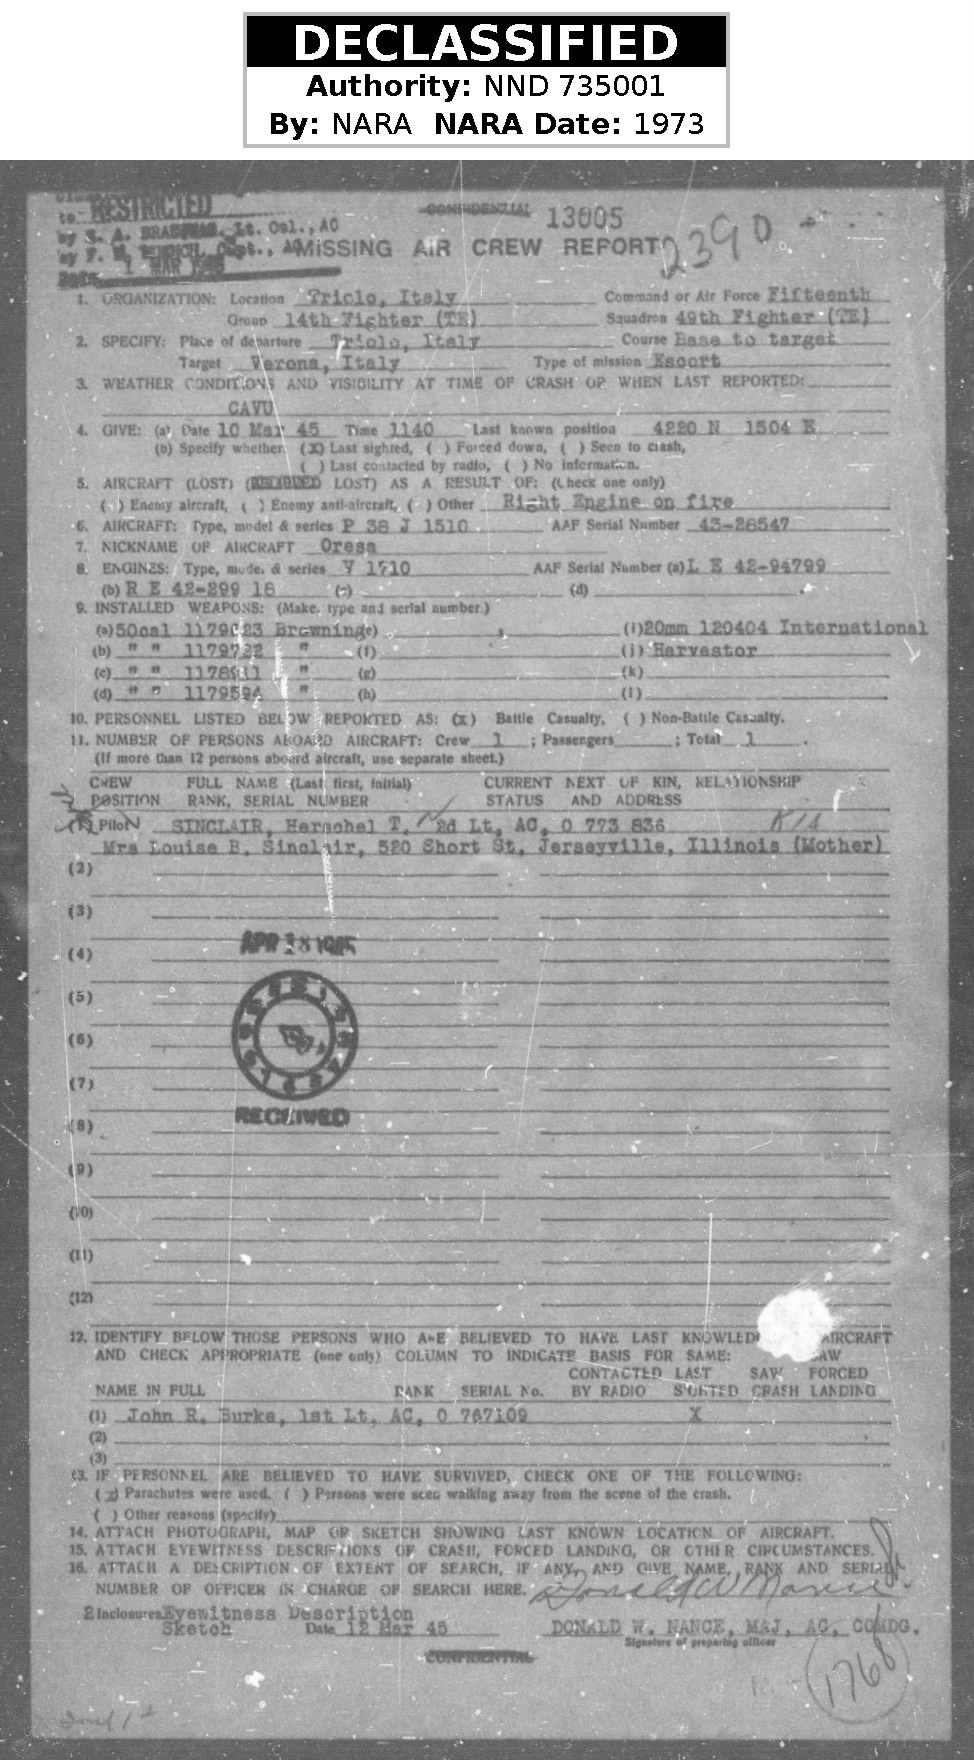 DECLASSIFIED
Authority: NND 735001
By: NARA NARA Date: 1973
RESTRICTED
CONFIDENTIAL 13005
by S. A. Lt. Col., AC
by F. Capt., AC MISSING AIR CREW REPORT 2390
1 MAR
1. ORGANIZATION: Location Triolo, Italy Command or Air Force Fifteenth
Group 14th Fighter (TE) Squadron 49th Fighter (TE)
2. SPECIFY: Place of departure Triolo, Italy Course Base to target
Target Verona, Italy Type of mission Escort
3. WEATHER CONDITIONS AND VISIBILITY AT TIME OF CRASH OR WHEN LAST REPORTED:
CAVU
4. GIVE: (a) Date 10 Mar 45 Time 1140 Last known position 4220 N 1504 E
(b) Specify whether (X) Last sighted, ( ) Forced down, ( ) Seen to crash,
( ) Last contacted by radio, ( ) No information.
5. AIRCRAFT (LOST) ( LOST) AS A RESULT OF: (Check one only)
( ) Enemy aircraft, ( ) Enemy anti-aircraft, ( ) Other Right Engine on fire
6. AIRCRAFT: Type, model & series P 38 J 1510 AAF Serial Number 43-28547
7. NICKNAME OF AIRCRAFT Oresa
8. ENGINES: Type, mode. & series V 1710 AAF Serial Number (a) L E 42-94799
(b) R E 42-299 18 (c) (d)
9. INSTALLED WEAPONS: (Make, type and serial number.)
(a) 50cal 1179023 Browning (e) (i) 20mm 120404 International
(b) " " 1179722 " (f) (j) Harvestor
(c) " " 1178911 " (g) (k)
(d) " " 1179594 " (h) (l)
10. PERSONNEL LISTED BELOW REPORTED AS: (x) Battle Casualty, ( ) Non-Battle Casualty.
11. NUMBER OF PERSONS ABOARD AIRCRAFT: Crew 1 ; Passengers ; Total 1 .
(If more than 12 persons aboard aircraft, use separate sheet.)
CREW FULL NAME (Last first, initial) CURRENT NEXT OF KIN, RELATIONSHIP
POSITION RANK, SERIAL NUMBER STATUS AND ADDRESS
(1) Pilot SINCLAIR, Herschel T. 2d Lt, AC, O 773 836 KIA
Mrs Louise B. Sinclair, 520 Short St, Jerseyville, Illinois (Mother)
(2)
(3)
APR 18 1945
(4)
(5)
(6)
(7)
RECEIVED
(8)
(9)
(10)
(11)
(12)
12. IDENTIFY BELOW THOSE PERSONS WHO ARE BELIEVED TO HAVE LAST AIRCRAFT
AND CHECK APPROPRIATE (one only) COLUMN TO INDICATE BASIS FOR SAME:
CONTACTED LAST SAW FORCED
NAME IN FULL RANK SERIAL No. BY RADIO SIGHTED CRASH LANDING
(1) John R. Burke, 1st Lt, AC, O 767109 X
(2)
(3)
13. IF PERSONNEL ARE BELIEVED TO HAVE SURVIVED, CHECK ONE OF THE FOLLOWING:
(x) Parachutes were used. ( ) Persons were seen walking away from the scene of the crash.
( ) Other reasons (specify)
14. ATTACH PHOTOGRAPH, MAP OR SKETCH SHOWING LAST KNOWN LOCATION OF AIRCRAFT.
15. ATTACH EYEWITNESS DESCRIPTIONS OF CRASH, FORCED LANDING, OR OTHER CIRCUMSTANCES.
16. ATTACH A DESCRIPTION OF EXTENT OF SEARCH, IF ANY, AND GIVE NAME, RANK AND SERIAL
NUMBER OF OFFICER IN CHARGE OF SEARCH HERE. Donald W Nance
2 Inclosures Eyewitness Description
Sketch Date 12 Mar 45 DONALD W. NANCE, MAJ, AC, COMDG.
Signature of preparing officer
CONFIDENTIAL
1768